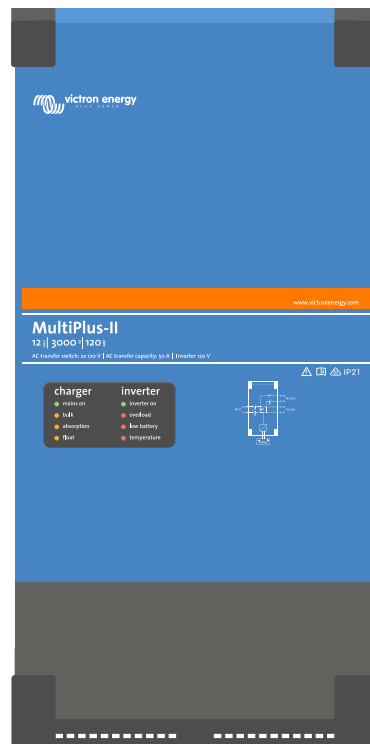 victron energy
BLUE POWER
www.victronenergy.com
MultiPlus-II
12 | 3000 | 120
AC transfer switch: 2x 120 V | AC transfer capacity: 50 A | Inverter 120 V
IP21
charger inverter
mains on inverter on
bulk overload
absorption low battery
float temperature